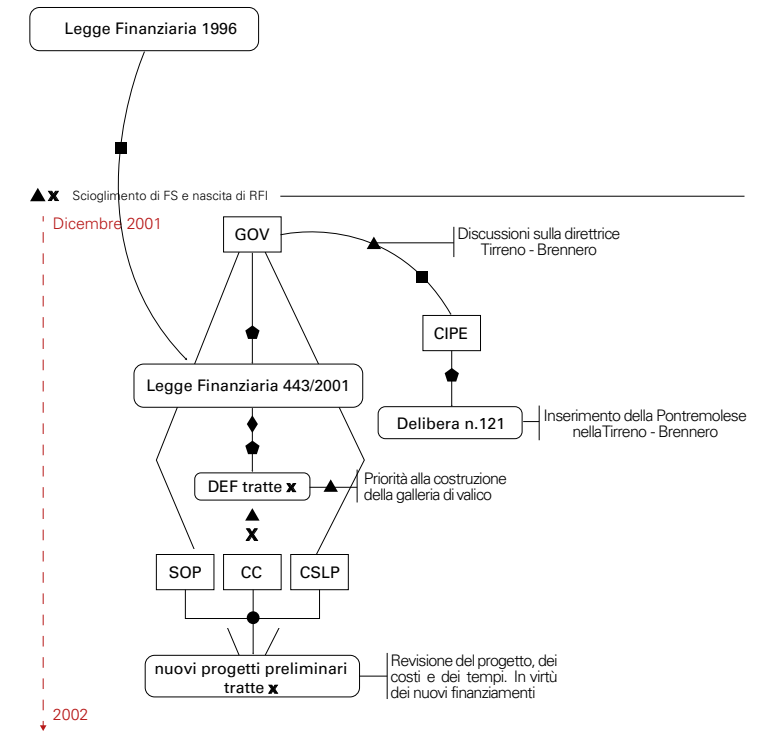 Legge Finanziaria 1996
x Scioglimento di FS e nascita di RFI
Dicembre 2001
GOV
Discussioni sulla direttrice
Tirreno - Brennero
CIPE
Legge Finanziaria 443/2001
Delibera n.121
Inserimento della Pontremolese
nellaTirreno - Brennero
DEF tratte x
Priorità alla costruzione
della galleria di valico
x
SOP
CC
CSLP
nuovi progetti preliminari
tratte x
Revisione del progetto, dei
costi e dei tempi. In virtù
dei nuovi finanziamenti
2002